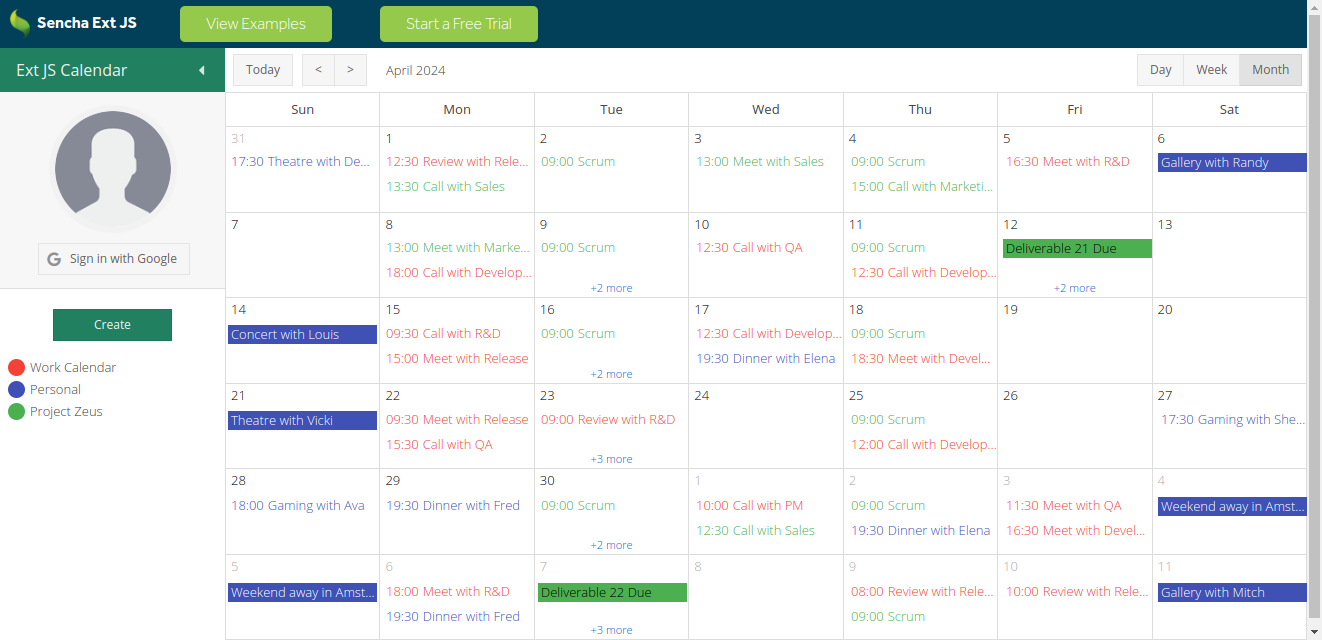 Sencha Ext JS
View Examples
Start a Free Trial
Ext JS Calendar
Today
<
>
April 2024
Day
Week
Month
Sign in with Google
Create
Work Calendar
Personal
Project Zeus
Sun
Mon
Tue
Wed
Thu
Fri
Sat
31
17:30 Theatre with De...
1
12:30 Review with Rele...
13:30 Call with Sales
2
09:00 Scrum
3
13:00 Meet with Sales
4
09:00 Scrum
15:00 Call with Marketi...
5
16:30 Meet with R&D
6
Gallery with Randy
7
8
13:00 Meet with Marke...
18:00 Call with Develop...
9
09:00 Scrum
+2 more
10
12:30 Call with QA
11
09:00 Scrum
12:30 Call with Develop...
12
Deliverable 21 Due
+2 more
13
14
Concert with Louis
15
09:30 Call with R&D
15:00 Meet with Release
16
09:00 Scrum
+2 more
17
12:30 Call with Develop...
19:30 Dinner with Elena
18
09:00 Scrum
18:30 Meet with Devel...
19
20
21
Theatre with Vicki
22
09:30 Meet with Release
15:30 Call with QA
23
09:00 Review with R&D
+3 more
24
25
09:00 Scrum
12:00 Call with Develop...
26
27
17:30 Gaming with She...
28
18:00 Gaming with Ava
29
19:30 Dinner with Fred
30
09:00 Scrum
+2 more
1
10:00 Call with PM
12:30 Call with Sales
2
09:00 Scrum
19:30 Dinner with Elena
3
11:30 Meet with QA
16:30 Meet with Devel...
4
Weekend away in Amst...
5
Weekend away in Amst...
6
18:00 Meet with R&D
19:30 Dinner with Fred
7
Deliverable 22 Due
+3 more
8
9
08:00 Review with Rele...
09:00 Scrum
10
10:00 Review with Rele...
11
Gallery with Mitch